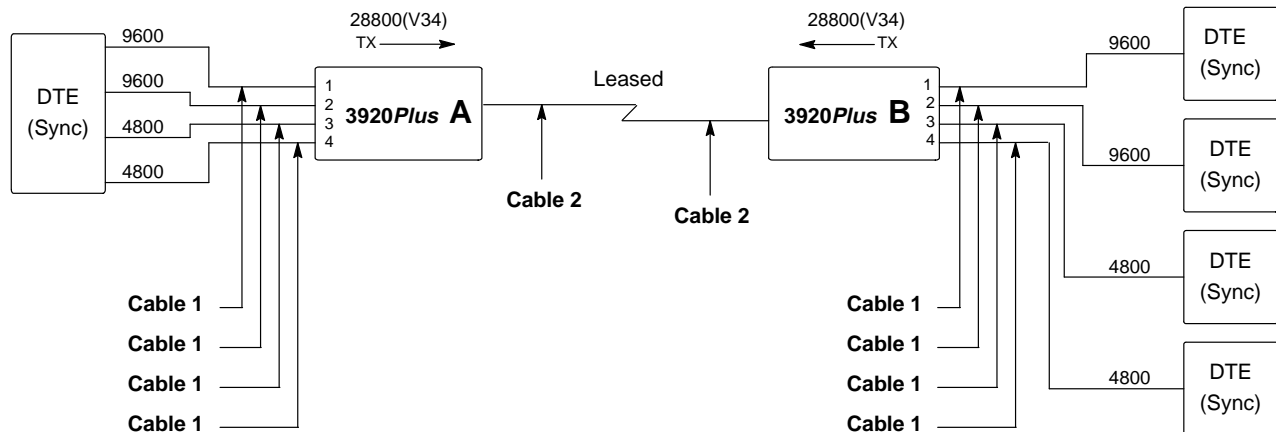 28800(V34)
TX
28800(V34)
TX
9600
9600
4800
4800
DTE
(Sync)
1
2
3
4
3920Plus A
Leased
3920Plus B
1
2
3
4
9600
9600
4800
4800
DTE
(Sync)
DTE
(Sync)
DTE
(Sync)
DTE
(Sync)
Cable 2
Cable 2
Cable 1
Cable 1
Cable 1
Cable 1
Cable 1
Cable 1
Cable 1
Cable 1